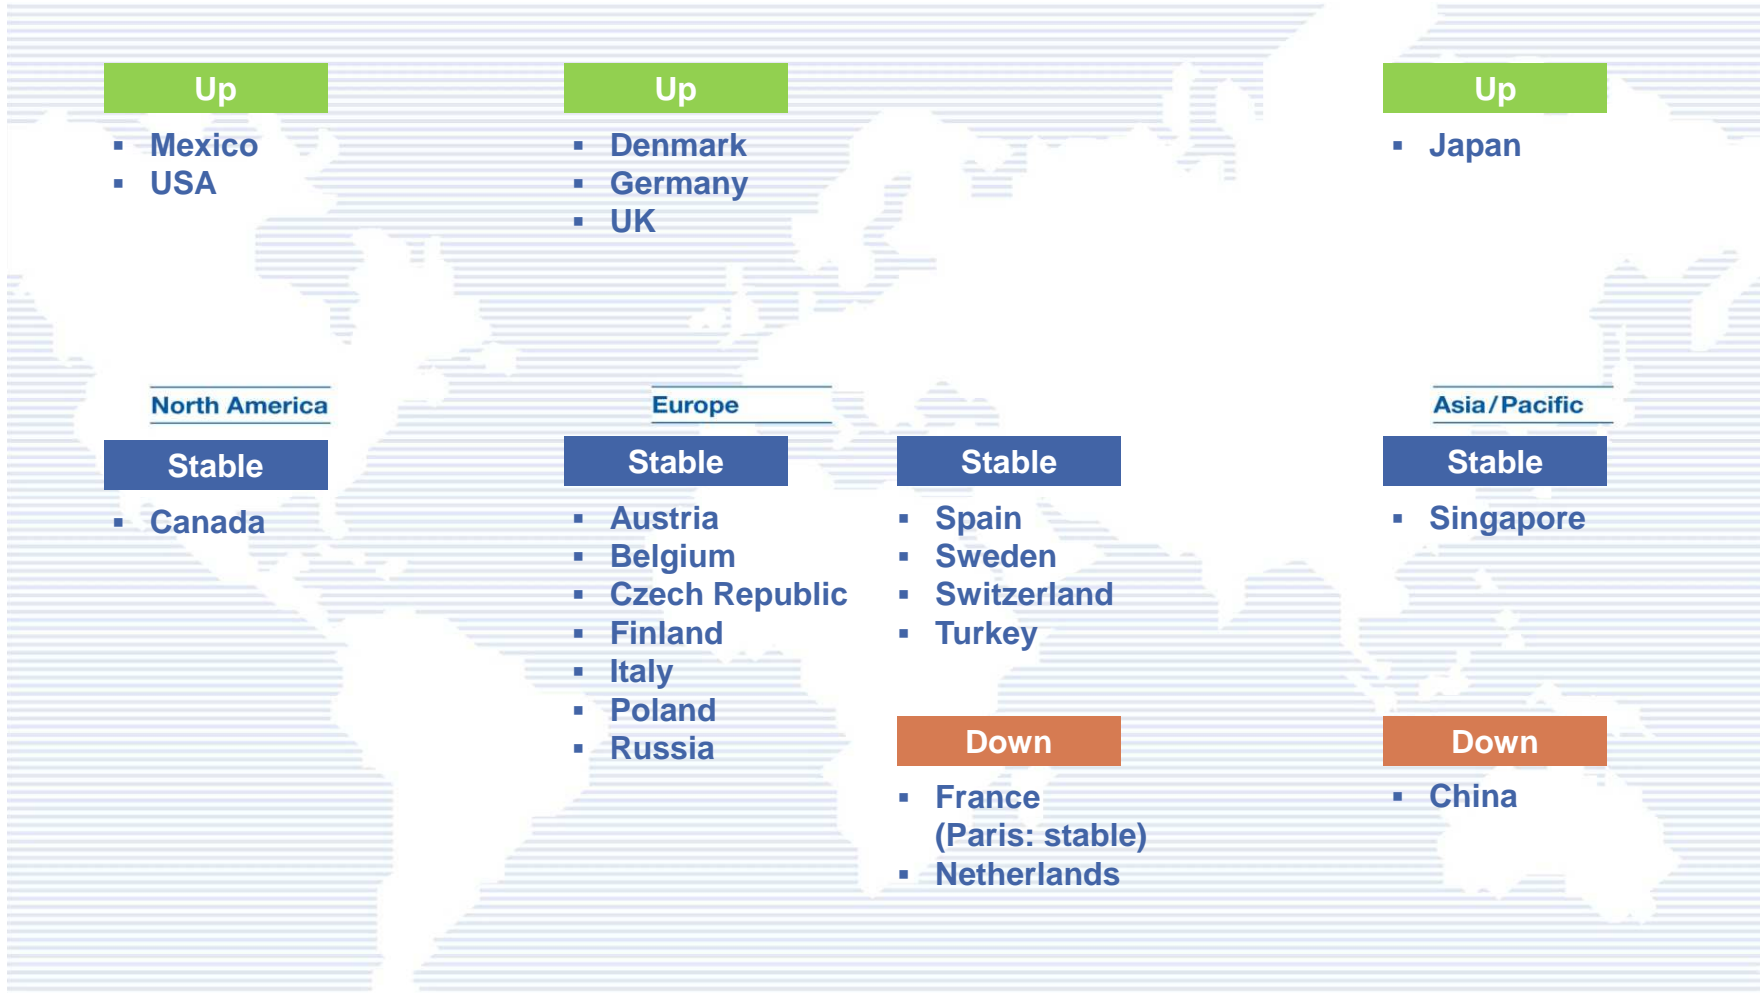 Up
Mexico
USA
North America
Stable
Canada
Up
Denmark
Germany
UK
Europe
Stable
Austria
Belgium
Czech Republic
Finland
Italy
Poland
Russia
Stable
Spain
Sweden
Switzerland
Turkey
Down
France
(Paris: stable)
Netherlands
Up
Japan
Asia/Pacific
Stable
Singapore
Down
China